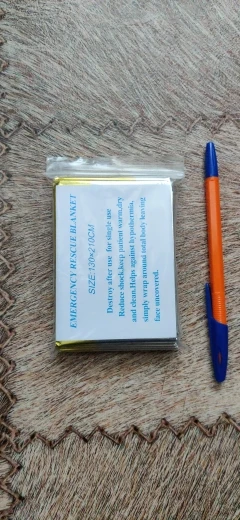 EMERGENCY RESCUE BLANKET
SIZE:130×210CM
Destroy after use for single use
Reduce shock,keep patient warm,dry
and clean.Helps against hypothermia,
simply wrap around total body leaving
face uncovered.